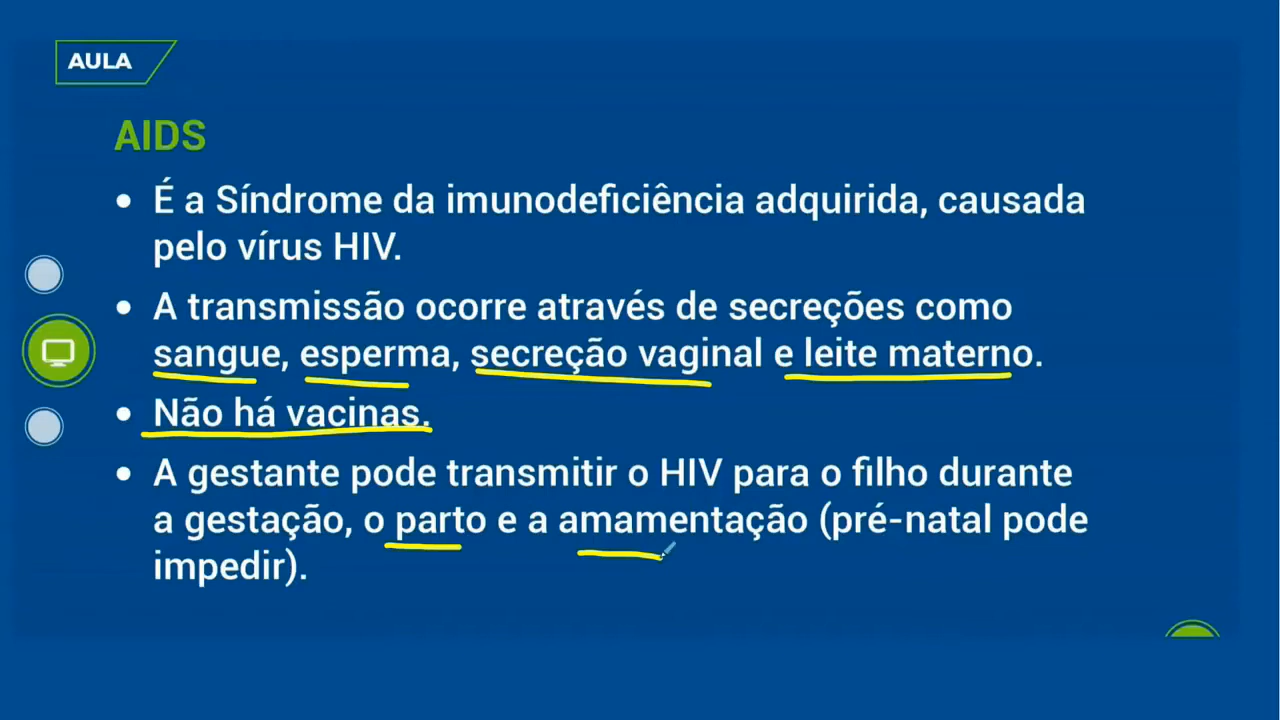 AULA
AIDS
• É a Síndrome da imunodeficiência adquirida, causada
pelo vírus HIV.
• A transmissão ocorre através de secreções como
sangue, esperma, secreção vaginal e leite materno.
• Não há vacinas.
• A gestante pode transmitir o HIV para o filho durante
a gestação, o parto e a amamentação (pré-natal pode
impedir).